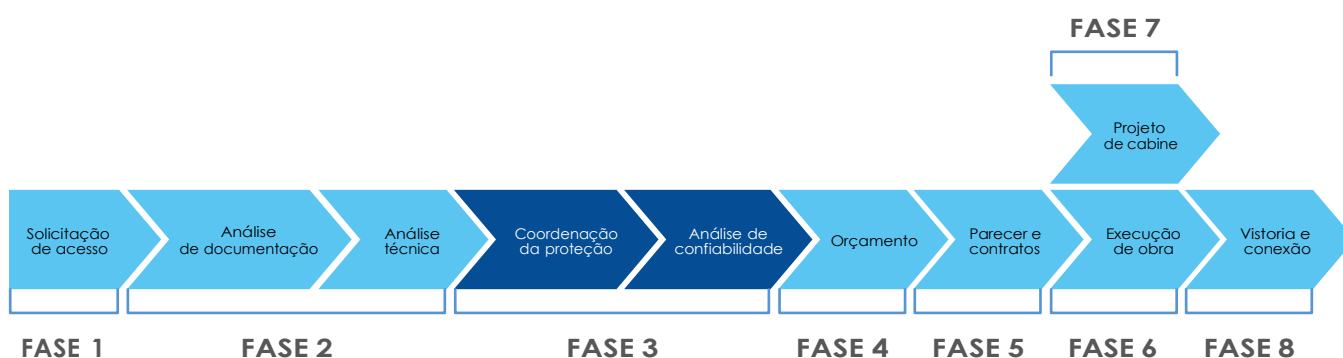 FASE 7
Projeto
de cabine
Solicitação
de acesso
Análise
de documentação
Análise
técnica
Coordenação
da proteção
Análise de
confiabilidade
Orçamento
Parecer e
contratos
Execução
de obra
Vistoria e
conexão
FASE 1
FASE 2
FASE 3
FASE 4
FASE 5
FASE 6
FASE 8